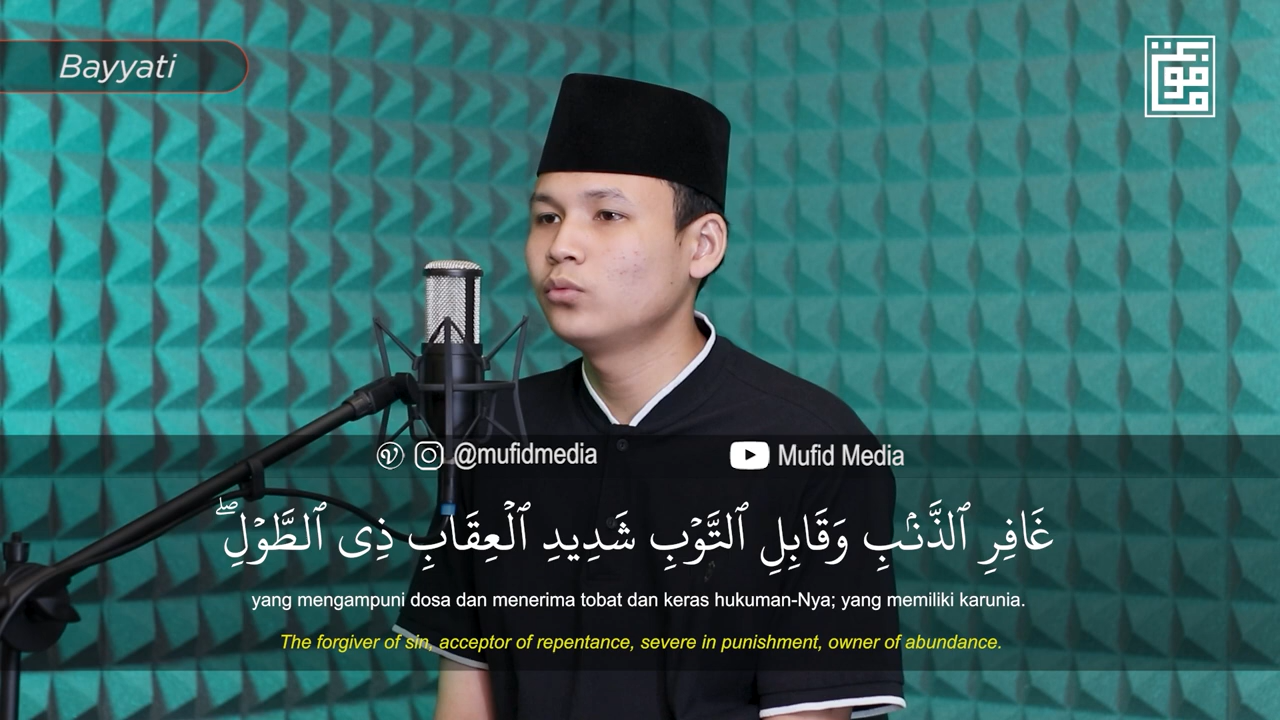 Bayyati
@mufidmedia
Mufid Media
غَافِرِ ٱلذَّنۢبِ وَقَابِلِ ٱلتَّوْبِ شَدِيدِ ٱلْعِقَابِ ذِى ٱلطَّوْلِ ۖ
yang mengampuni dosa dan menerima tobat dan keras hukuman-Nya; yang memiliki karunia.
The forgiver of sin, acceptor of repentance, severe in punishment, owner of abundance.